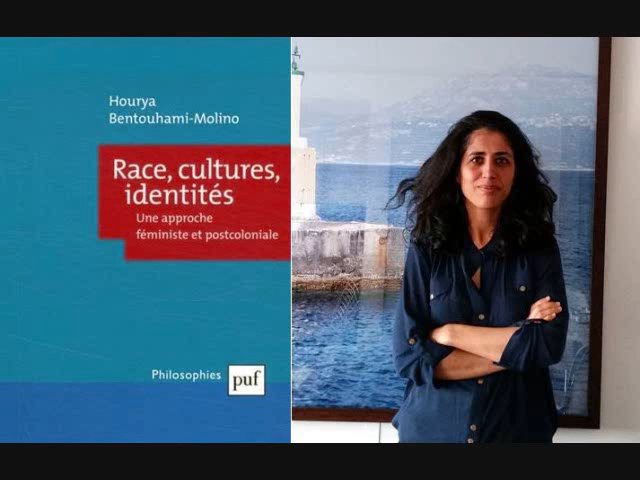 Hourya
Bentouhami-Molino
Race, cultures,
identités
Une approche
féministe et postcoloniale
Philosophies
puf